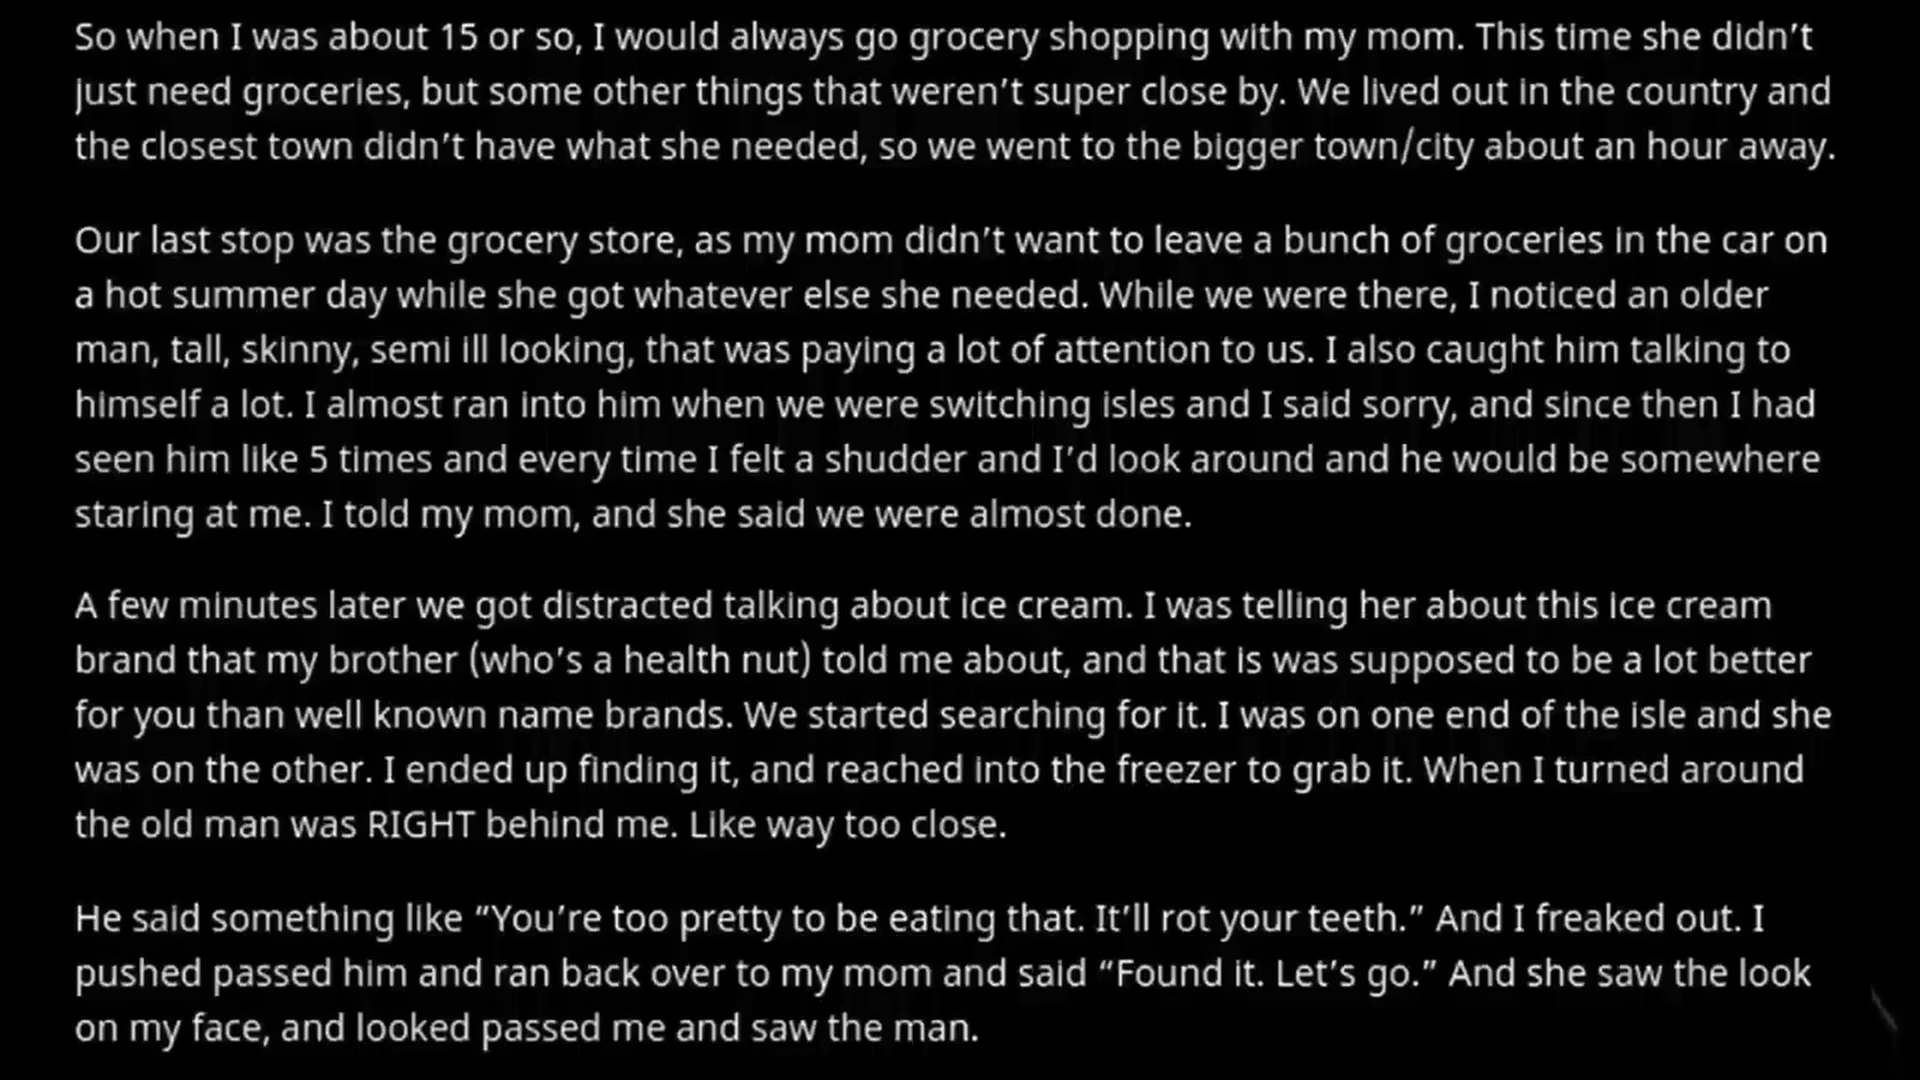 So when I was about 15 or so, I would always go grocery shopping with my mom. This time she didn't
just need groceries, but some other things that weren't super close by. We lived out in the country and
the closest town didn't have what she needed, so we went to the bigger town/city about an hour away.
Our last stop was the grocery store, as my mom didn't want to leave a bunch of groceries in the car on
a hot summer day while she got whatever else she needed. While we were there, I noticed an older
man, tall, skinny, semi ill looking, that was paying a lot of attention to us. I also caught him talking to
himself a lot. I almost ran into him when we were switching isles and I said sorry, and since then I had
seen him like 5 times and every time I felt a shudder and I'd look around and he would be somewhere
staring at me. I told my mom, and she said we were almost done.
A few minutes later we got distracted talking about ice cream. I was telling her about this ice cream
brand that my brother (who's a health nut) told me about, and that is was supposed to be a lot better
for you than well known name brands. We started searching for it. I was on one end of the isle and she
was on the other. I ended up finding it, and reached into the freezer to grab it. When I turned around
the old man was RIGHT behind me. Like way too close.
He said something like "You're too pretty to be eating that. It'll rot your teeth." And I freaked out. I
pushed passed him and ran back over to my mom and said "Found it. Let's go." And she saw the look
on my face, and looked passed me and saw the man.